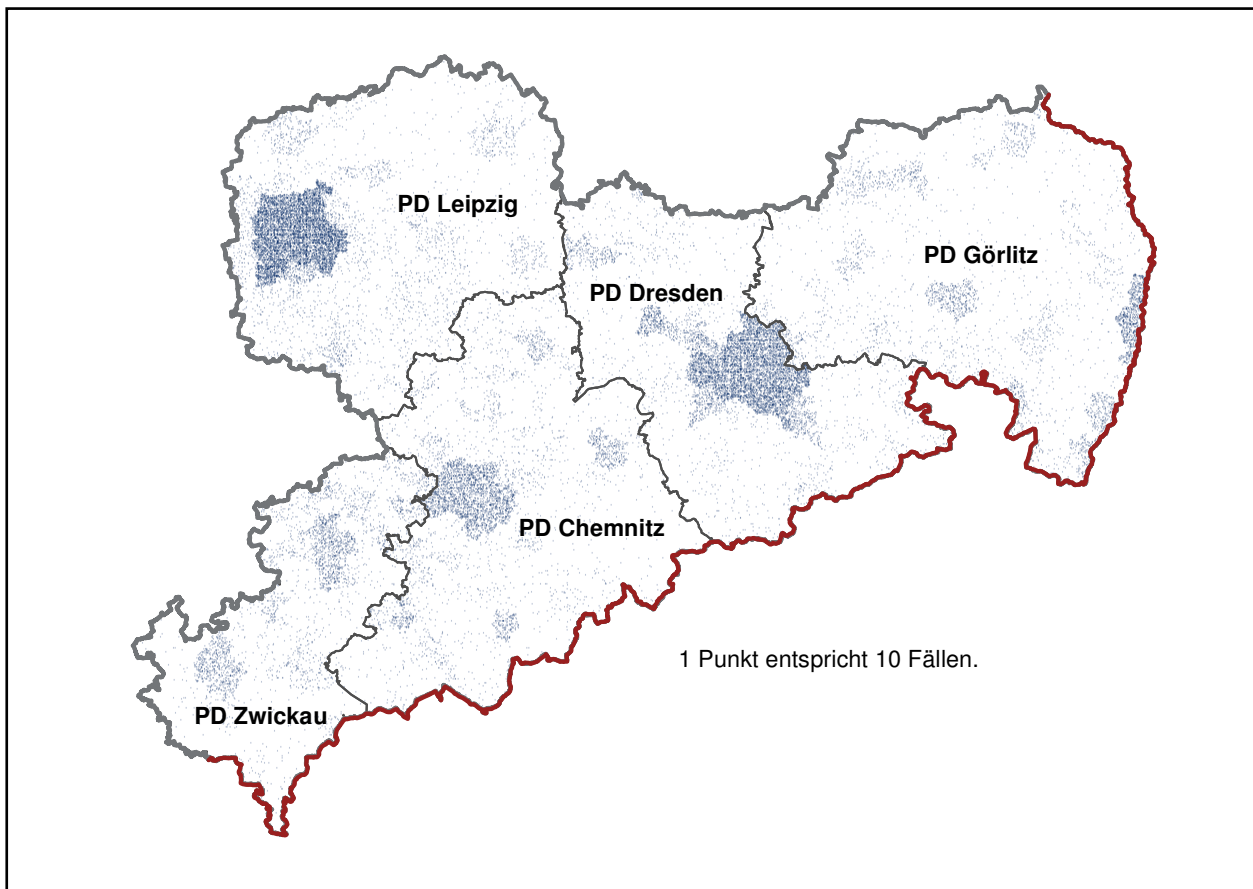 PD Leipzig
PD Görlitz
PD Dresden
PD Chemnitz
1 Punkt entspricht 10 Fällen.
PD Zwickau